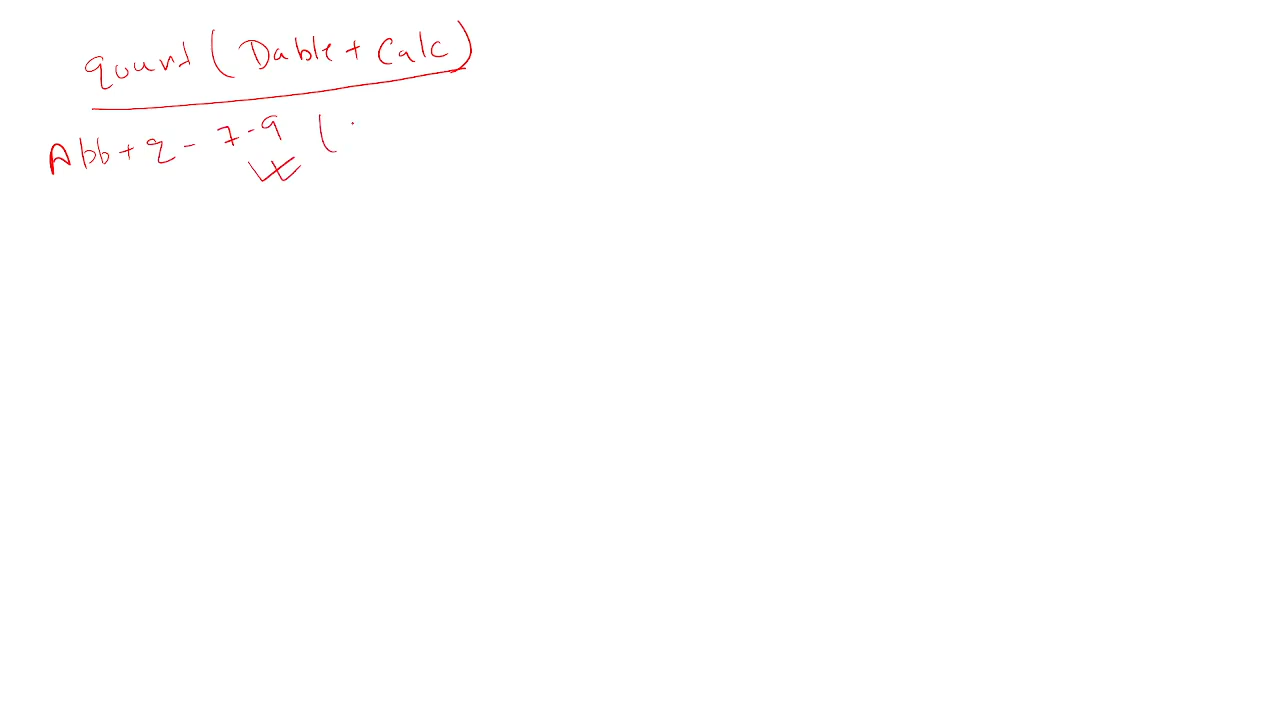 qound (Dable + Calc)
Abb + q - 7-9 (